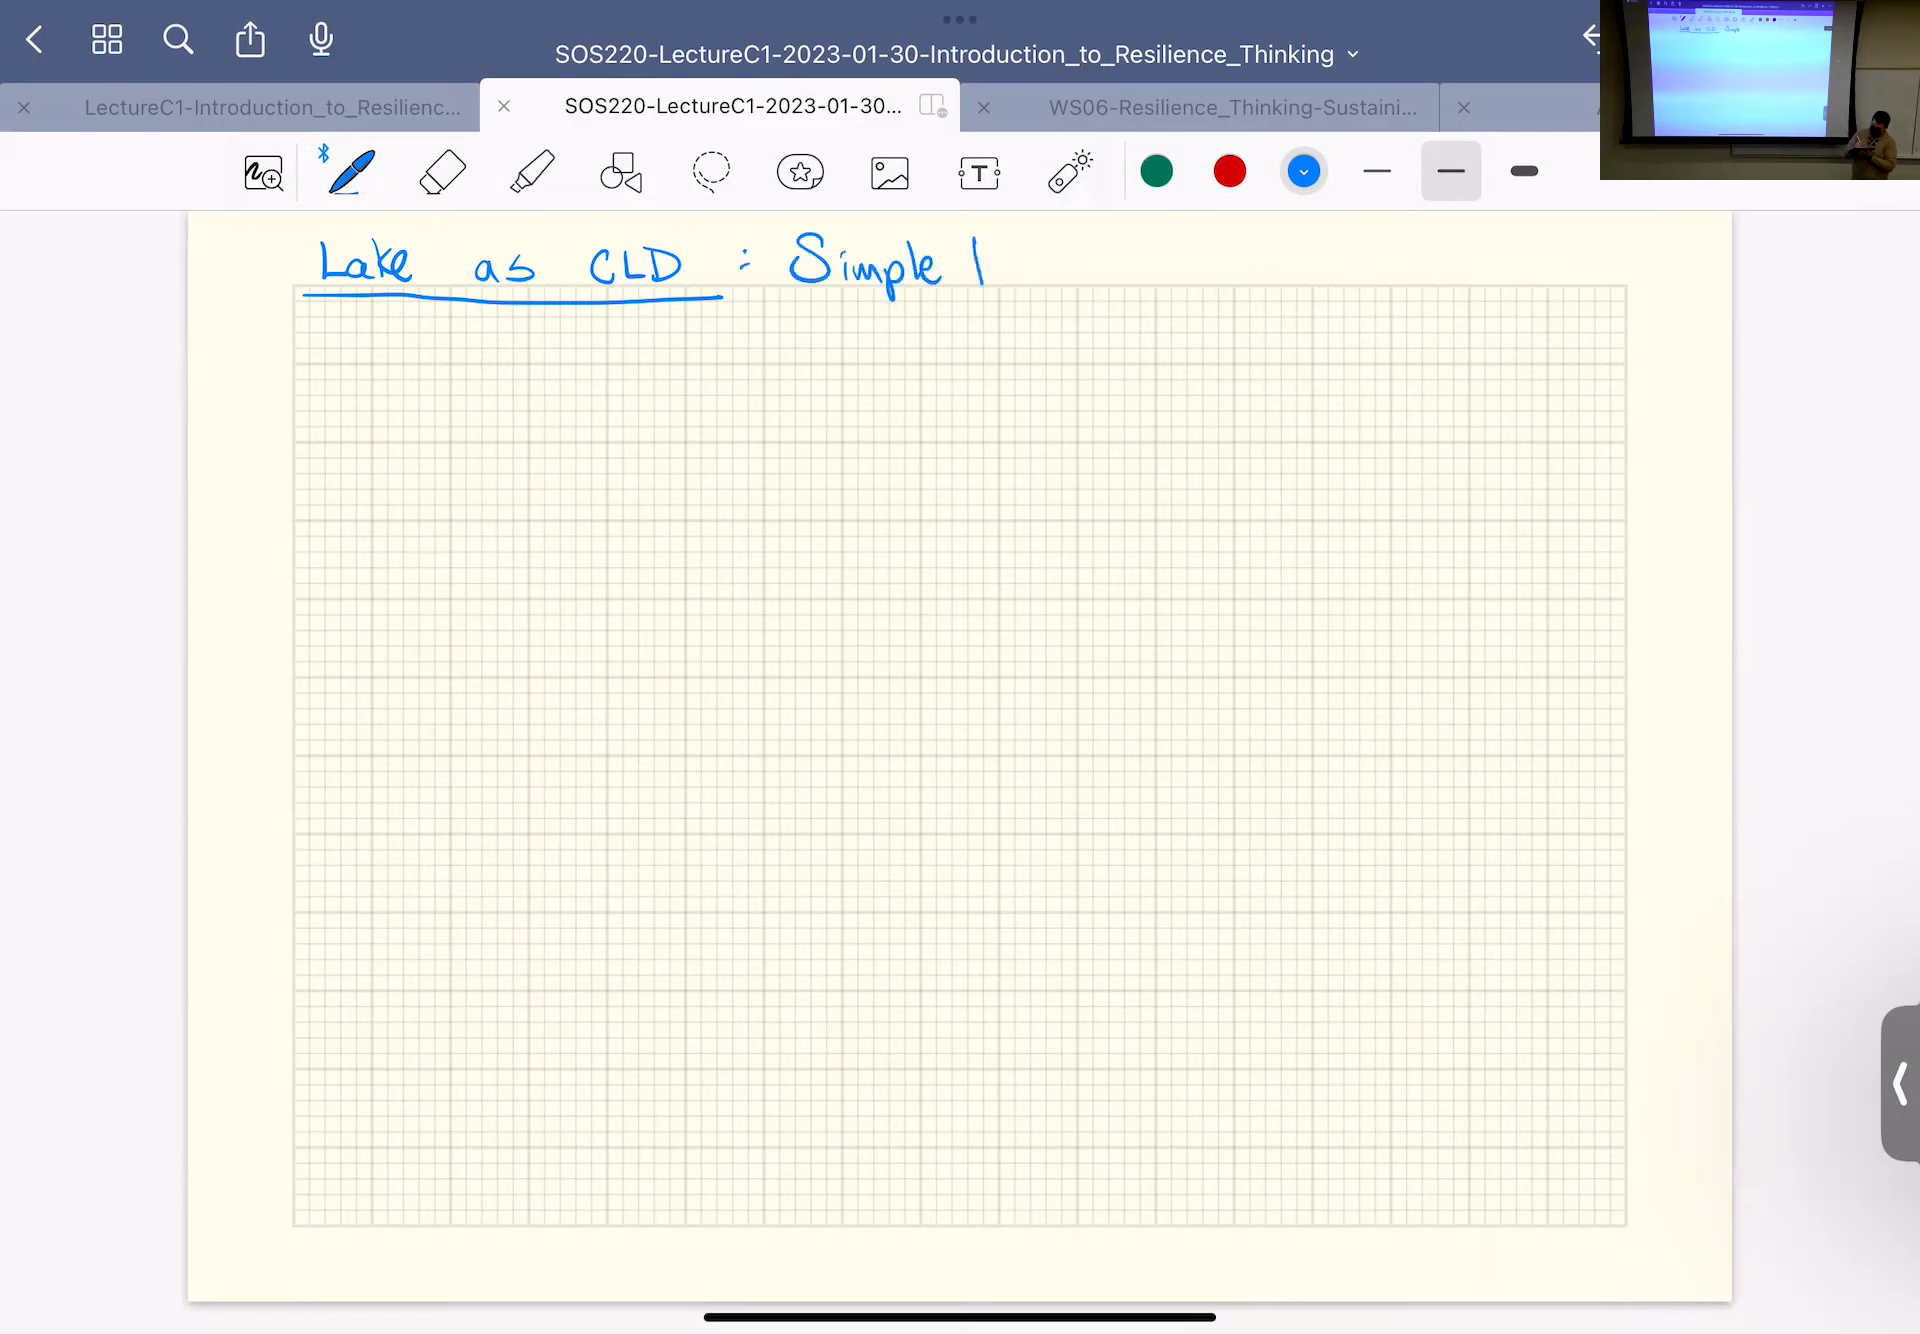 SOS220-LectureC1-2023-01-30-Introduction_to_Resilience_Thinking
LectureC1-Introduction_to_Resilienc...
SOS220-LectureC1-2023-01-30...
WS06-Resilience_Thinking-Sustaini...
T
Lake as CLD : Simple |